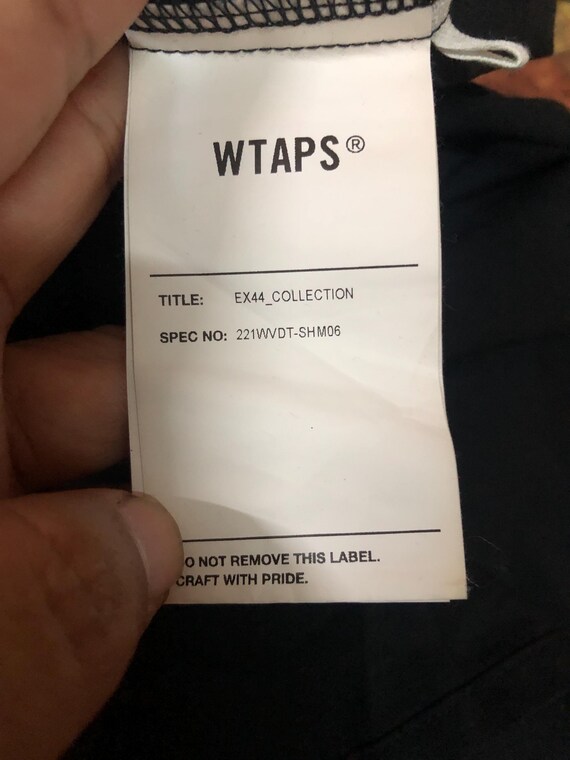 WTAPS®
TITLE: EX44_COLLECTION
SPEC NO: 221WVDT-SHM06
O NOT REMOVE THIS LABEL.
CRAFT WITH PRIDE.